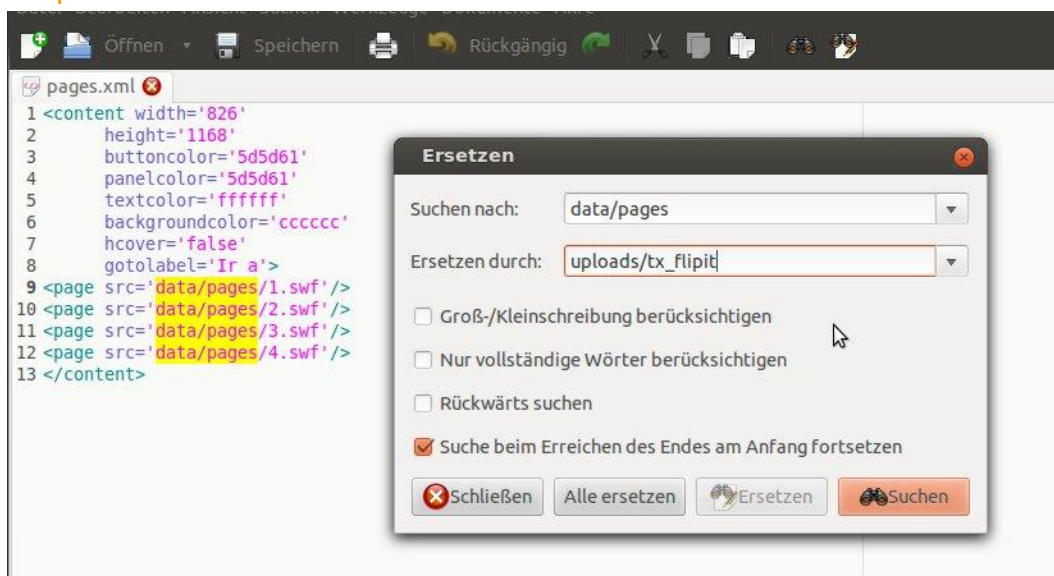 Öffnen Speichern Rückgängig
pages.xml
1 <content width='826'
2 height='1168'
3 buttoncolor='5d5d61'
4 panelcolor='5d5d61'
5 textcolor='ffffff'
6 backgroundcolor='cccccc'
7 hcover='false'
8 gotolabel='Ir a'>
9 <page src='data/pages/1.swf'/>
10 <page src='data/pages/2.swf'/>
11 <page src='data/pages/3.swf'/>
12 <page src='data/pages/4.swf'/>
13 </content>
Ersetzen
Suchen nach: data/pages
Ersetzen durch: uploads/tx_flipit
Groß-/Kleinschreibung berücksichtigen
Nur vollständige Wörter berücksichtigen
Rückwärts suchen
Suche beim Erreichen des Endes am Anfang fortsetzen
Schließen Alle ersetzen Ersetzen Suchen